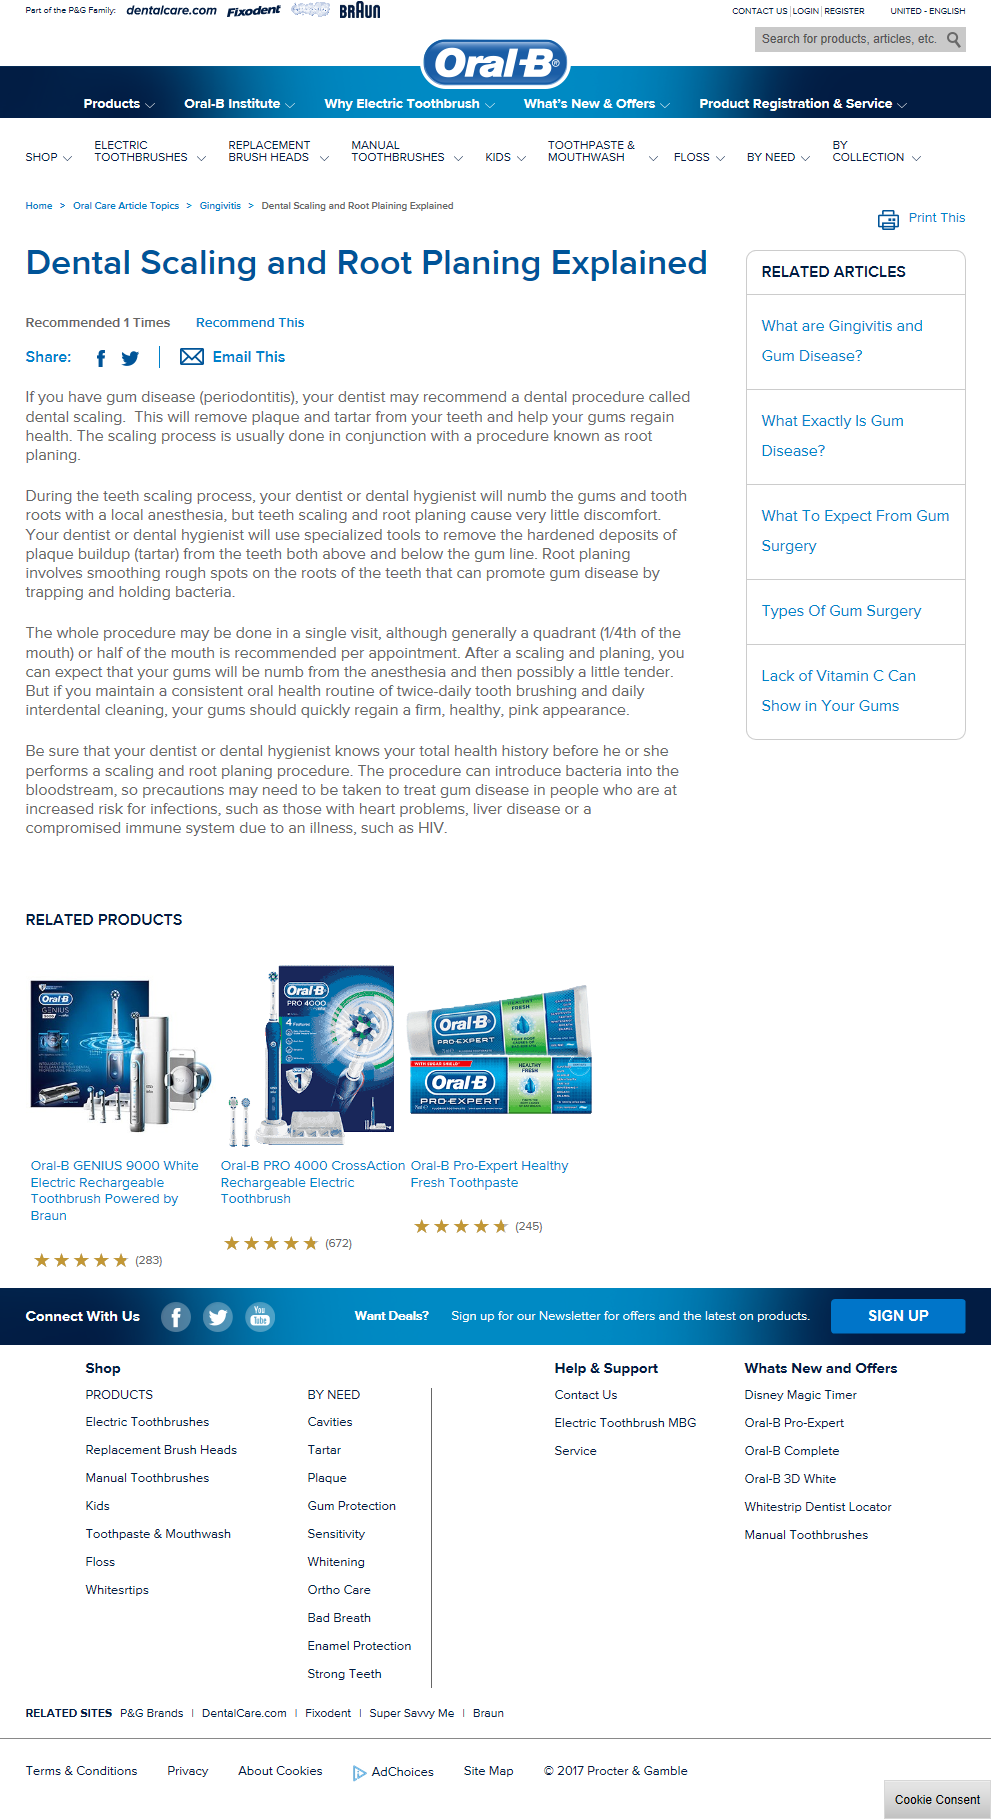 Part of the P&G Family: dentalcare.com Fixodent BRAUN
CONTACT US | LOGIN | REGISTER UNITED - ENGLISH
Search for products, articles, etc.
Oral-B®
Products Oral-B Institute Why Electric Toothbrush What's New & Offers Product Registration & Service
SHOP ELECTRIC TOOTHBRUSHES REPLACEMENT BRUSH HEADS MANUAL TOOTHBRUSHES KIDS TOOTHPASTE & MOUTHWASH FLOSS BY NEED BY COLLECTION
Home > Oral Care Article Topics > Gingivitis > Dental Scaling and Root Plaining Explained
Print This
Dental Scaling and Root Planing Explained
Recommended 1 Times Recommend This
Share: Email This
If you have gum disease (periodontitis), your dentist may recommend a dental procedure called
dental scaling. This will remove plaque and tartar from your teeth and help your gums regain
health. The scaling process is usually done in conjunction with a procedure known as root
planing.
During the teeth scaling process, your dentist or dental hygienist will numb the gums and tooth
roots with a local anesthesia, but teeth scaling and root planing cause very little discomfort.
Your dentist or dental hygienist will use specialized tools to remove the hardened deposits of
plaque buildup (tartar) from the teeth both above and below the gum line. Root planing
involves smoothing rough spots on the roots of the teeth that can promote gum disease by
trapping and holding bacteria.
The whole procedure may be done in a single visit, although generally a quadrant (1/4th of the
mouth) or half of the mouth is recommended per appointment. After a scaling and planing, you
can expect that your gums will be numb from the anesthesia and then possibly a little tender.
But if you maintain a consistent oral health routine of twice-daily tooth brushing and daily
interdental cleaning, your gums should quickly regain a firm, healthy, pink appearance.
Be sure that your dentist or dental hygienist knows your total health history before he or she
performs a scaling and root planing procedure. The procedure can introduce bacteria into the
bloodstream, so precautions may need to be taken to treat gum disease in people who are at
increased risk for infections, such as those with heart problems, liver disease or a
compromised immune system due to an illness, such as HIV.
RELATED ARTICLES
What are Gingivitis and
Gum Disease?
What Exactly Is Gum
Disease?
What To Expect From Gum
Surgery
Types Of Gum Surgery
Lack of Vitamin C Can
Show in Your Gums
RELATED PRODUCTS
Oral-B
GENIUS
Oral-B
PRO 4000
4 Features
#1
Oral-B
PRO-EXPERT
HEALTHY
FRESH
WITH SUGAR SHIELD
Oral-B
PRO-EXPERT
HEALTHY
FRESH
Oral-B GENIUS 9000 White
Electric Rechargeable
Toothbrush Powered by
Braun
(283)
Oral-B PRO 4000 CrossAction
Rechargeable Electric
Toothbrush
(672)
Oral-B Pro-Expert Healthy
Fresh Toothpaste
(245)
Connect With Us You Tube Want Deals? Sign up for our Newsletter for offers and the latest on products. SIGN UP
Shop
PRODUCTS
Electric Toothbrushes
Replacement Brush Heads
Manual Toothbrushes
Kids
Toothpaste & Mouthwash
Floss
Whitesrtips
BY NEED
Cavities
Tartar
Plaque
Gum Protection
Sensitivity
Whitening
Ortho Care
Bad Breath
Enamel Protection
Strong Teeth
Help & Support
Contact Us
Electric Toothbrush MBG
Service
Whats New and Offers
Disney Magic Timer
Oral-B Pro-Expert
Oral-B Complete
Oral-B 3D White
Whitestrip Dentist Locator
Manual Toothbrushes
RELATED SITES P&G Brands | DentalCare.com | Fixodent | Super Savvy Me | Braun
Terms & Conditions Privacy About Cookies AdChoices Site Map © 2017 Procter & Gamble
Cookie Consent